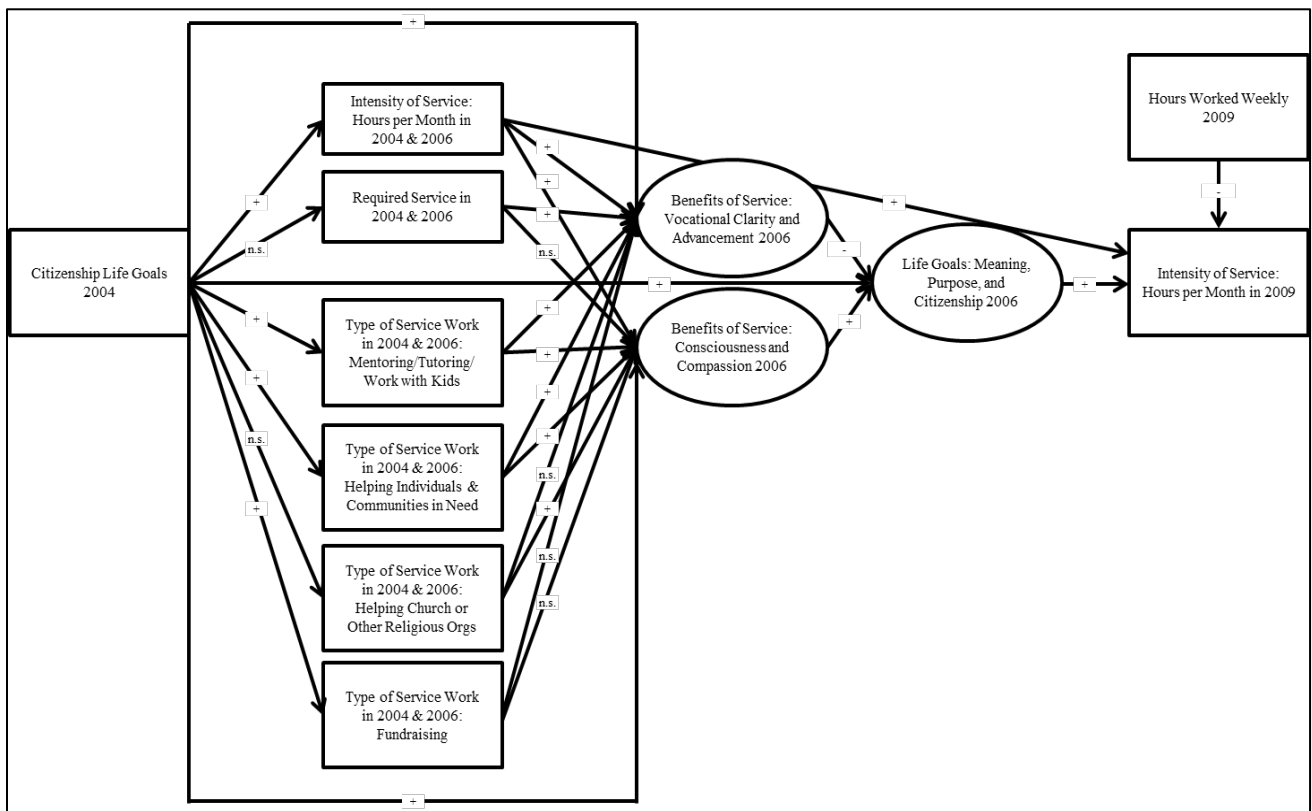 +
Intensity of Service:
Hours per Month in
2004 & 2006
Hours Worked Weekly
2009
+
+
Required Service in
2004 & 2006
+
+
n.s.
n.s.
Benefits of Service:
Vocational Clarity and
Advancement 2006
+
-
-
Citizenship Life Goals
2004
+
Life Goals: Meaning,
Purpose, and
Citizenship 2006
+
Intensity of Service:
Hours per Month in 2009
+
Type of Service Work
in 2004 & 2006:
Mentoring/Tutoring/
Work with Kids
+
+
Benefits of Service:
Consciousness and
Compassion 2006
+
+
+
+
n.s.
Type of Service Work
in 2004 & 2006:
Helping Individuals &
Communities in Need
n.s.
+
+
Type of Service Work
in 2004 & 2006:
Helping Church or
Other Religious Orgs
n.s.
n.s.
Type of Service Work
in 2004 & 2006:
Fundraising
+